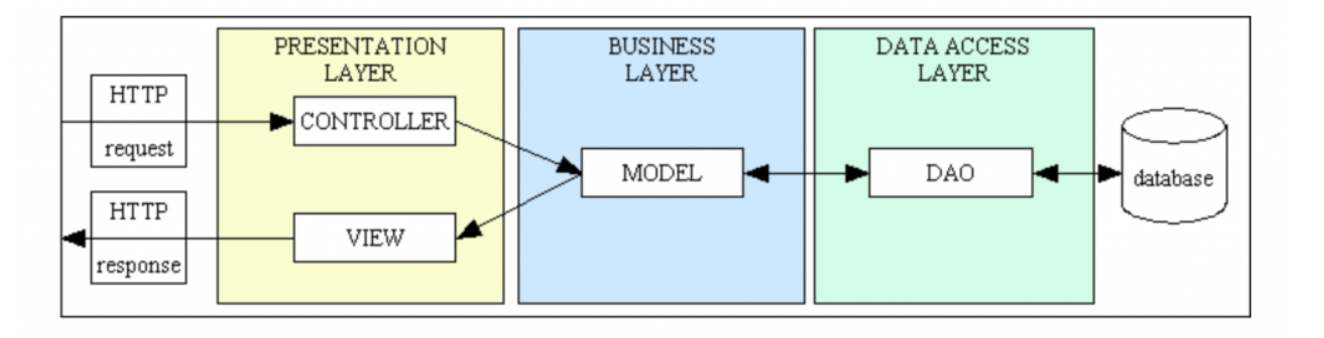 PRESENTATION
LAYER
BUSINESS
LAYER
DATA ACCESS
LAYER
HTTP
request
CONTROLLER
MODEL
DAO
database
HTTP
response
VIEW